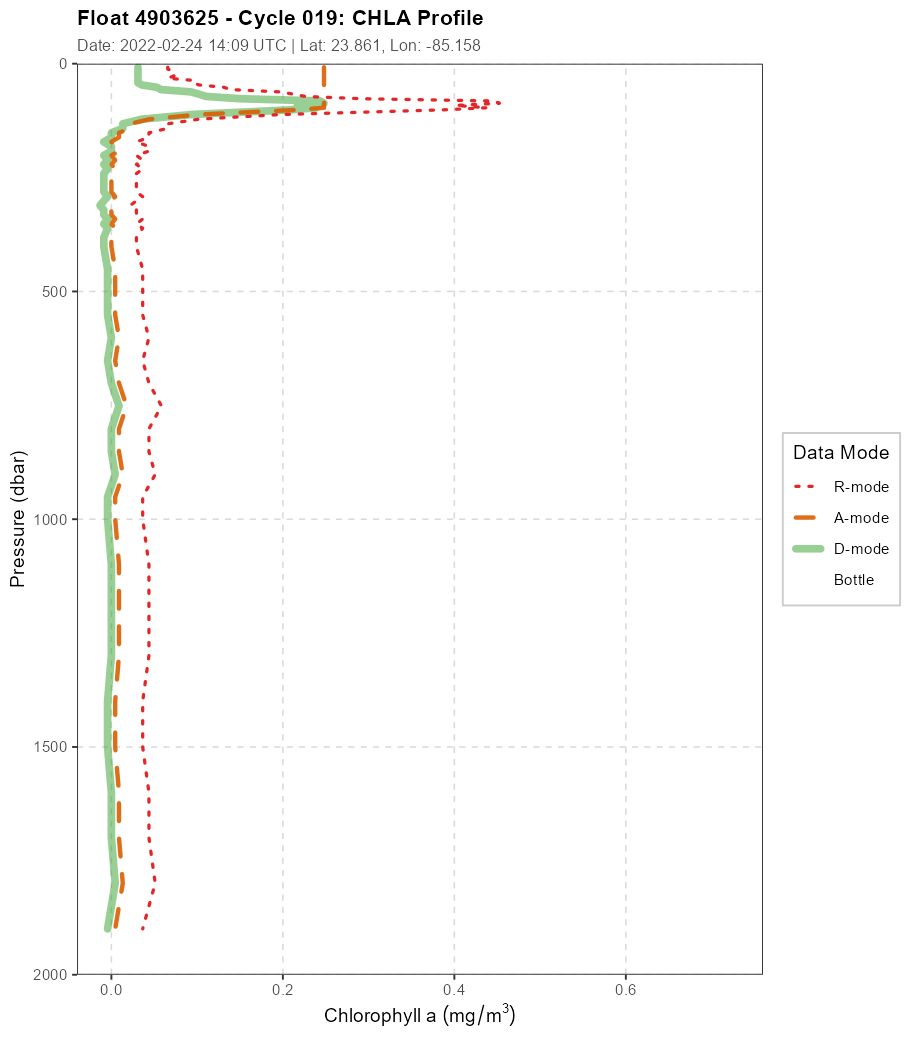 Float 4903625 - Cycle 019: CHLA Profile
Date: 2022-02-24 14:09 UTC | Lat: 23.861, Lon: -85.158
0
500
1000
1500
2000
Pressure (dbar)
0.0 0.2 0.4 0.6
Chlorophyll a (mg/m³)
Data Mode
R-mode
A-mode
D-mode
Bottle